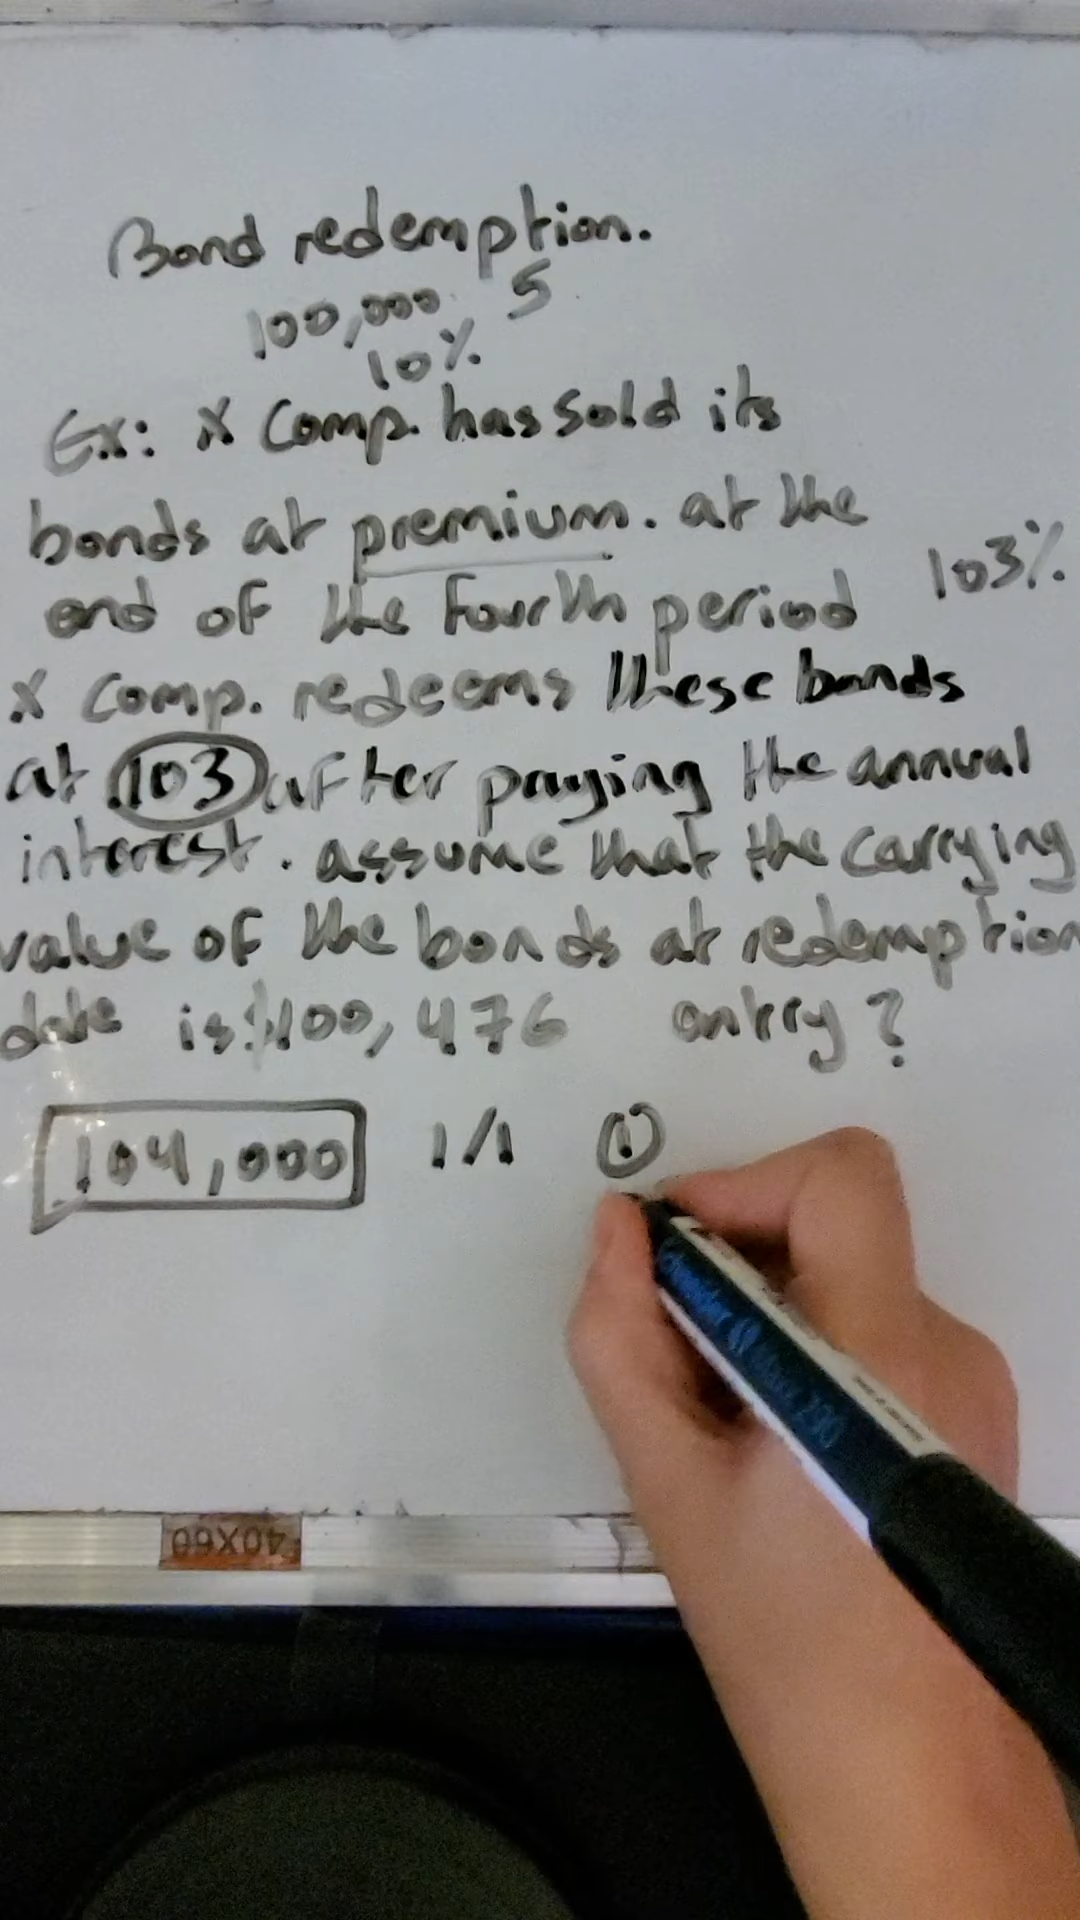 Bond redemption.
100,000 5
10%
Ex: X Comp. has sold its
bonds at premium. at the
end of the fourth period 103%
X Comp. redeems these bonds
at 103 after paying the annual
interest. assume that the carrying
value of the bonds at redemption
date is $100,476 entry?
104,000 1/1 1
40X60